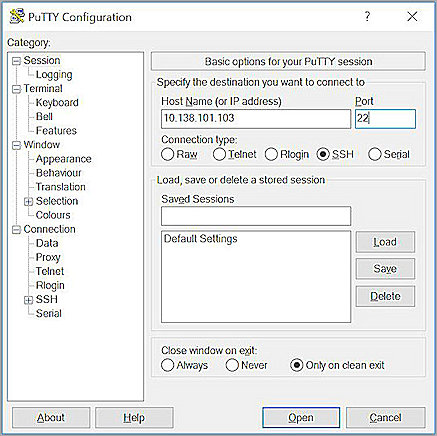 PuTTY Configuration
Category:
Session
Logging
Terminal
Keyboard
Bell
Features
Window
Appearance
Behaviour
Translation
Selection
Colours
Connection
Data
Proxy
Telnet
Rlogin
SSH
Serial
Basic options for your PuTTY session
Specify the destination you want to connect to
Host Name (or IP address) Port
10.138.101.103 22
Connection type:
Raw Telnet Rlogin SSH Serial
Load, save or delete a stored session
Saved Sessions
Default Settings
Load
Save
Delete
Close window on exit:
Always Never Only on clean exit
About Help Open Cancel